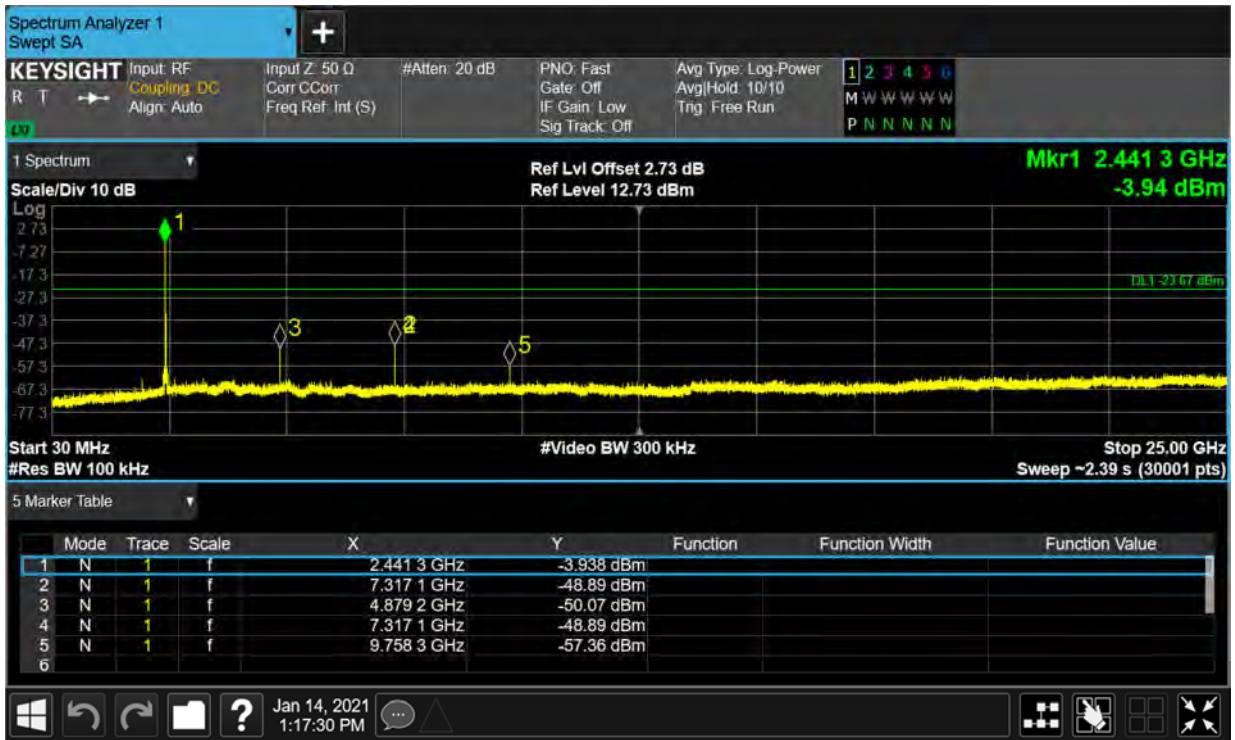 Spectrum Analyzer 1
Swept SA
+
KEYSIGHT Input: RF Input Z: 50 Ω #Atten: 20 dB PNO: Fast Avg Type: Log-Power 1 2 3 4 5 6
R T Coupling: DC Corr CCorr Gate: Off Avg|Hold: 10/10 M W W W W W
Align: Auto Freq Ref: Int (S) IF Gain: Low Trig: Free Run
Sig Track: Off P N N N N N
1 Spectrum
Ref Lvl Offset 2.73 dB Mkr1 2.441 3 GHz
Scale/Div 10 dB Ref Level 12.73 dBm -3.94 dBm
Log
1
2.73
-7.27
-17.3
DL1 -23.67 dBm
-27.3
-37.3
3 2 5
-47.3
-57.3
-67.3
-77.3
Start 30 MHz #Video BW 300 kHz Stop 25.00 GHz
#Res BW 100 kHz Sweep ~2.39 s (30001 pts)
5 Marker Table
Mode Trace Scale X Y Function Function Width Function Value
1 N 1 f 2.441 3 GHz -3.938 dBm
2 N 1 f 7.317 1 GHz -48.89 dBm
3 N 1 f 4.879 2 GHz -50.07 dBm
4 N 1 f 7.317 1 GHz -48.89 dBm
5 N 1 f 9.758 3 GHz -57.36 dBm
6
? Jan 14, 2021
1:17:30 PM